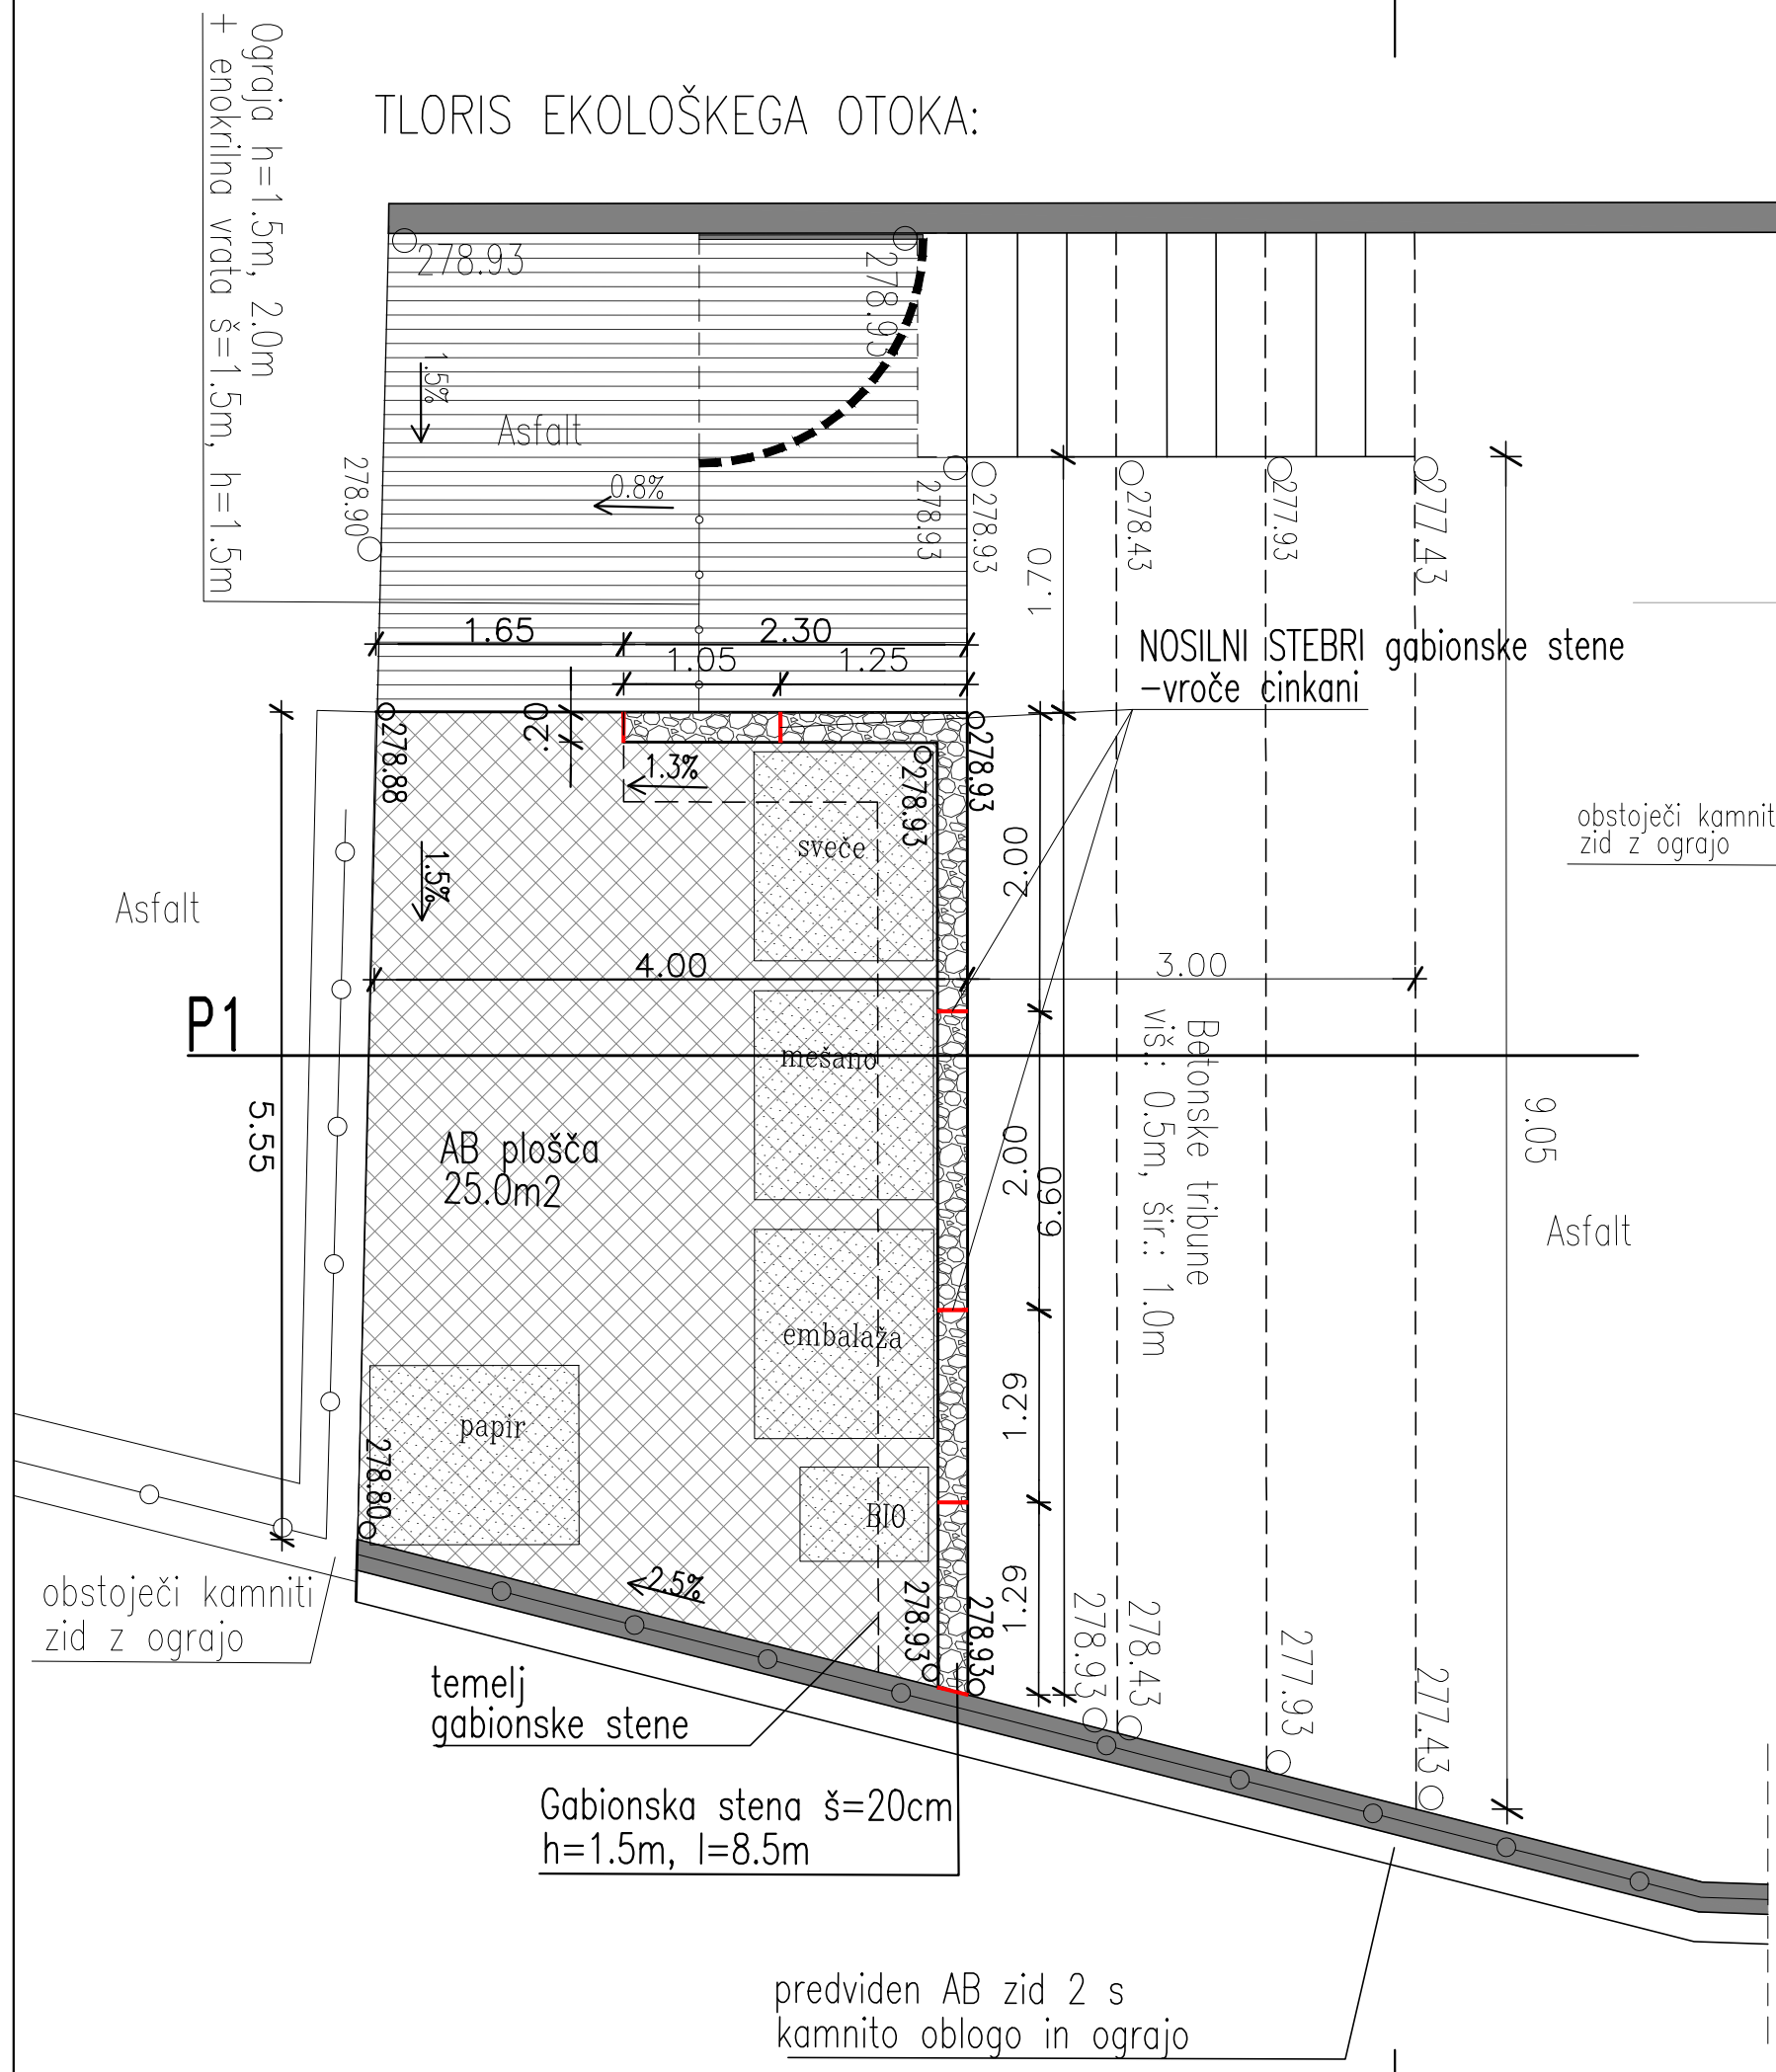 TLORIS EKOLOŠKEGA OTOKA:
Ograja h=1.5m, 2.0m
+ enokrilna vrata š=1.5m, h=1.5m
278.93
278.93
1.5%
Asfalt
0.8%
278.90
278.93
278.93
278.43
277.93
277.43
1.70
1.65
2.30
1.05
1.25
NOSILNI STEBRI gabionske stene
-vroče cinkani
.20
278.88
1.3%
278.93
278.93
sveče
2.00
1.5%
obstoječi kamnit
zid z ograjo
Asfalt
4.00
3.00
P1
mešano
Betonske tribune
viš.: 0.5m, šir.: 1.0m
5.55
AB plošča
25.0m2
2.00
6.60
9.05
Asfalt
embalaža
1.29
papir
278.80
BIO
2.5%
278.93
278.93
1.29
278.93
278.43
277.93
277.43
obstoječi kamniti
zid z ograjo
temelj
gabionske stene
Gabionska stena š=20cm
h=1.5m, l=8.5m
predviden AB zid 2 s
kamnito oblogo in ograjo